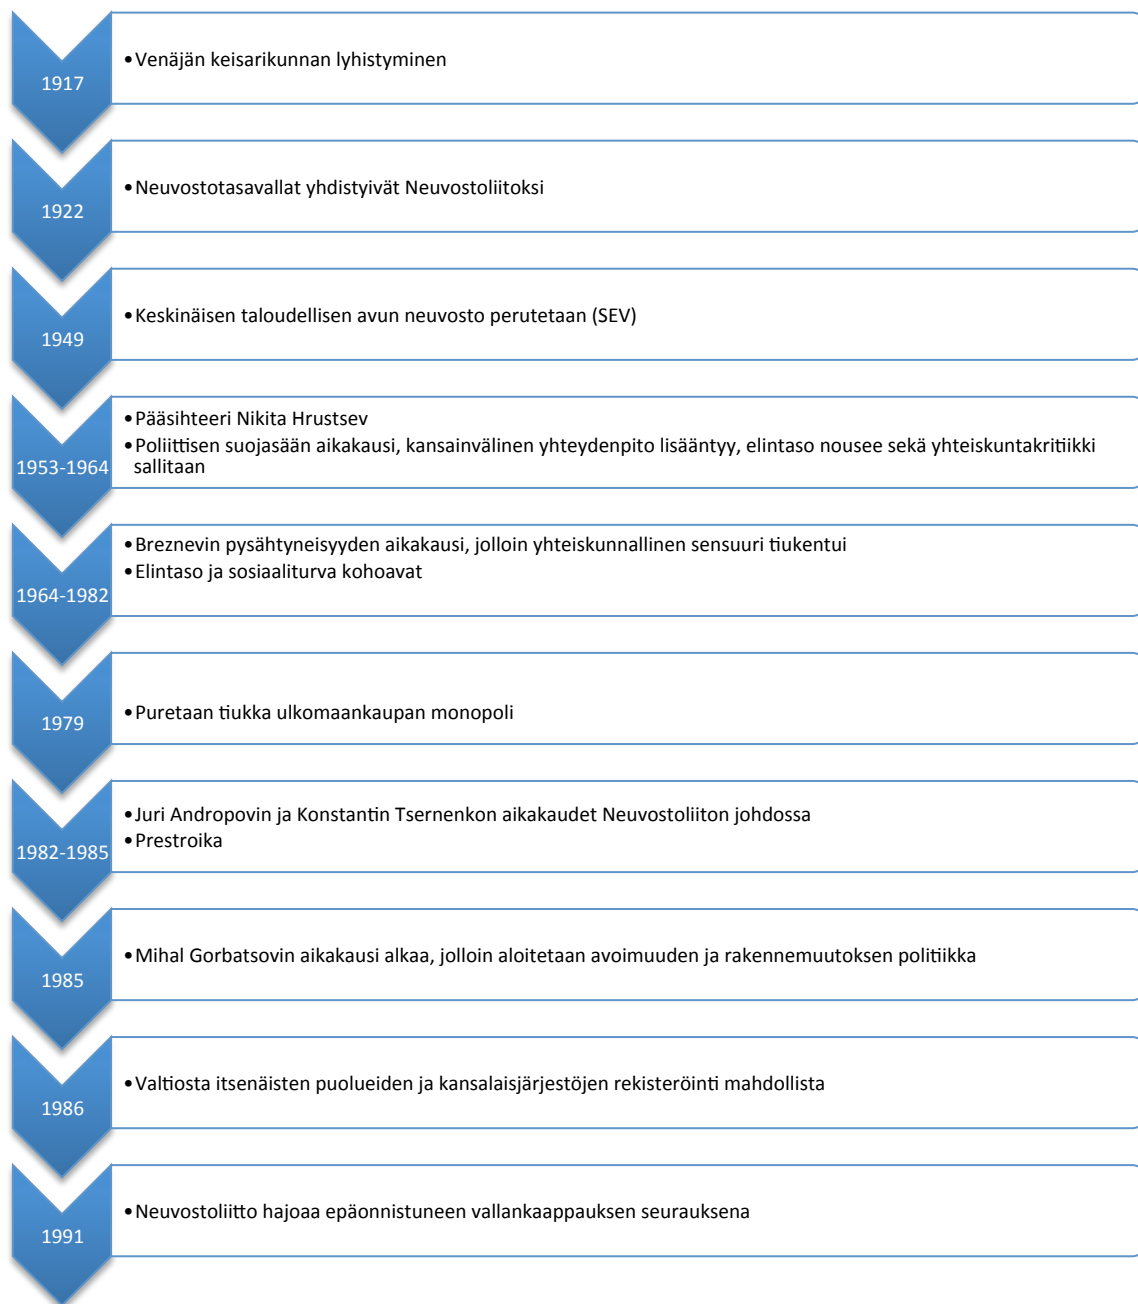 1917
•Venäjän keisarikunnan lyhistyminen
1922
•Neuvostotasavallat yhdistyivät Neuvostoliitoksi
1949
•Keskinäisen taloudellisen avun neuvosto perutetaan (SEV)
1953-1964
•Pääsihteeri Nikita Hrustsev
•Poliittisen suojasään aikakausi, kansainvälinen yhteydenpito lisääntyy, elintaso nousee sekä yhteiskuntakritiikki
sallitaan
1964-1982
•Breznevin pysähtyneisyyden aikakausi, jolloin yhteiskunnallinen sensuuri tiukentui
•Elintaso ja sosiaaliturva kohoavat
1979
•Puretaan tiukka ulkomaankaupan monopoli
1982-1985
•Juri Andropovin ja Konstantin Tsernenkon aikakaudet Neuvostoliiton johdossa
•Prestroika
1985
•Mihal Gorbatsovin aikakausi alkaa, jolloin aloitetaan avoimuuden ja rakennemuutoksen politiikka
1986
•Valtiosta itsenäisten puolueiden ja kansalaisjärjestöjen rekisteröinti mahdollista
1991
•Neuvostoliitto hajoaa epäonnistuneen vallankaappauksen seurauksena